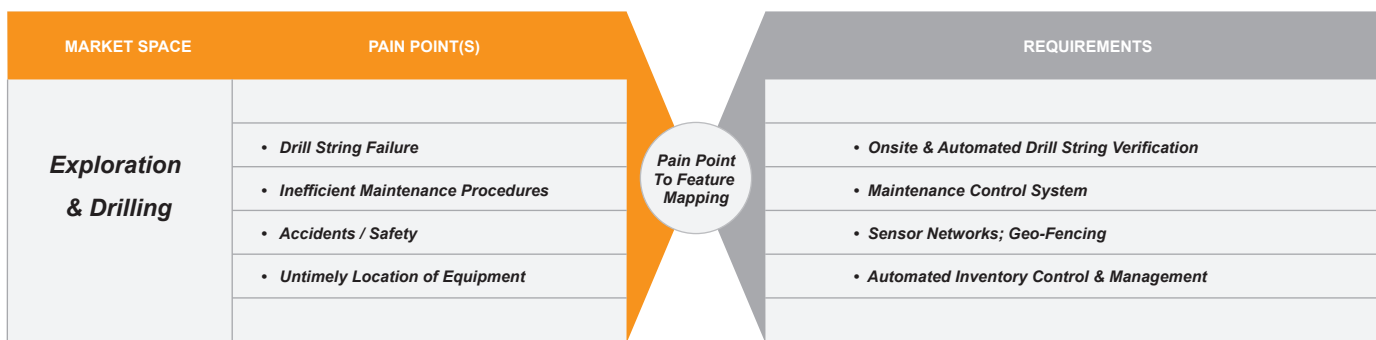 MARKET SPACE
PAIN POINT(S)
REQUIREMENTS
Exploration
& Drilling
• Drill String Failure
• Inefficient Maintenance Procedures
• Accidents / Safety
• Untimely Location of Equipment
Pain Point
To Feature
Mapping
• Onsite & Automated Drill String Verification
• Maintenance Control System
• Sensor Networks; Geo-Fencing
• Automated Inventory Control & Management